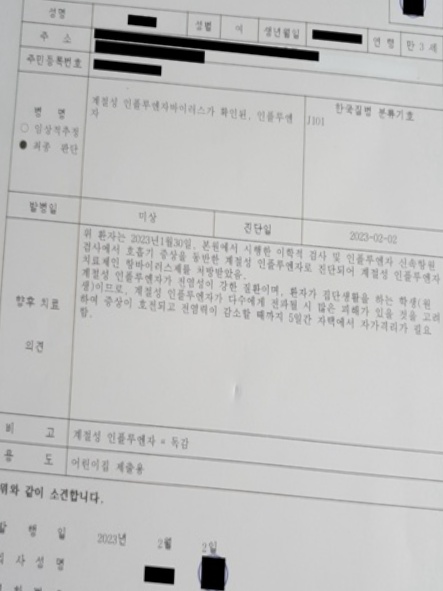 성명 성별 여 생년월일 연령 만 3 세
주 소
주민등록번호
병 명
○ 임상적추정
● 최종 판단
계절성 인플루엔자바이러스가 확인된, 인플루엔
자
한국질병 분류기호
J101
발병일 미상 진단일 2023-02-02
향후 치료
의견
위 환자는 2023년1월30일, 본원에서 시행한 이학적 검사 및 인플루엔자 신속항원
검사에서 호흡기 증상을 동반한 계절성 인플루엔자로 진단되어 계절성 인플루엔자
치료제인 항바이러스제를 처방받았음.
계절성 인플루엔자가 전염성이 강한 질환이며, 환자가 집단생활을 하는 학생(원
생)이므로, 계절성 인플루엔자가 다수에게 전파될 시 많은 피해가 있을 것을 고려
하여 증상이 호전되고 전염력이 감소할 때까지 5일간 자택에서 자가격리가 필요
함.
비 고 계절성 인플루엔자 = 독감
용 도 어린이집 제출용
위와 같이 소견합니다.
발 행 일 2023년 2월 2일
의 사 성 명